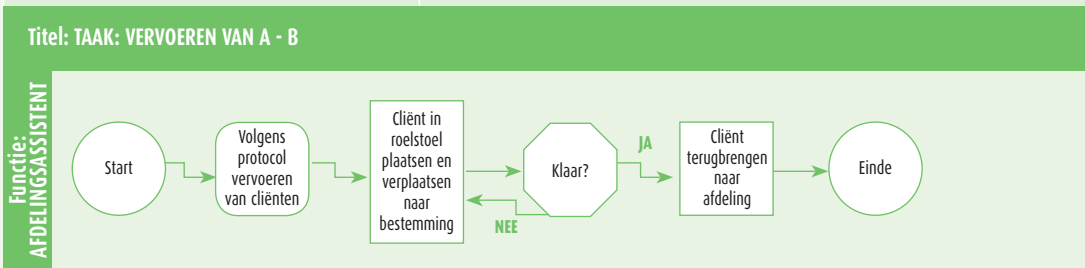 Titel: TAAK: VERVOEREN VAN A - B
Functie:
AFDELINGSASSISTENT
Start
Volgens
protocol
vervoeren
van cliënten
Cliënt in
roelstoel
plaatsen en
verplaatsen
naar
bestemming
Klaar?
JA
NEE
Cliënt
terugbrengen
naar
afdeling
Einde